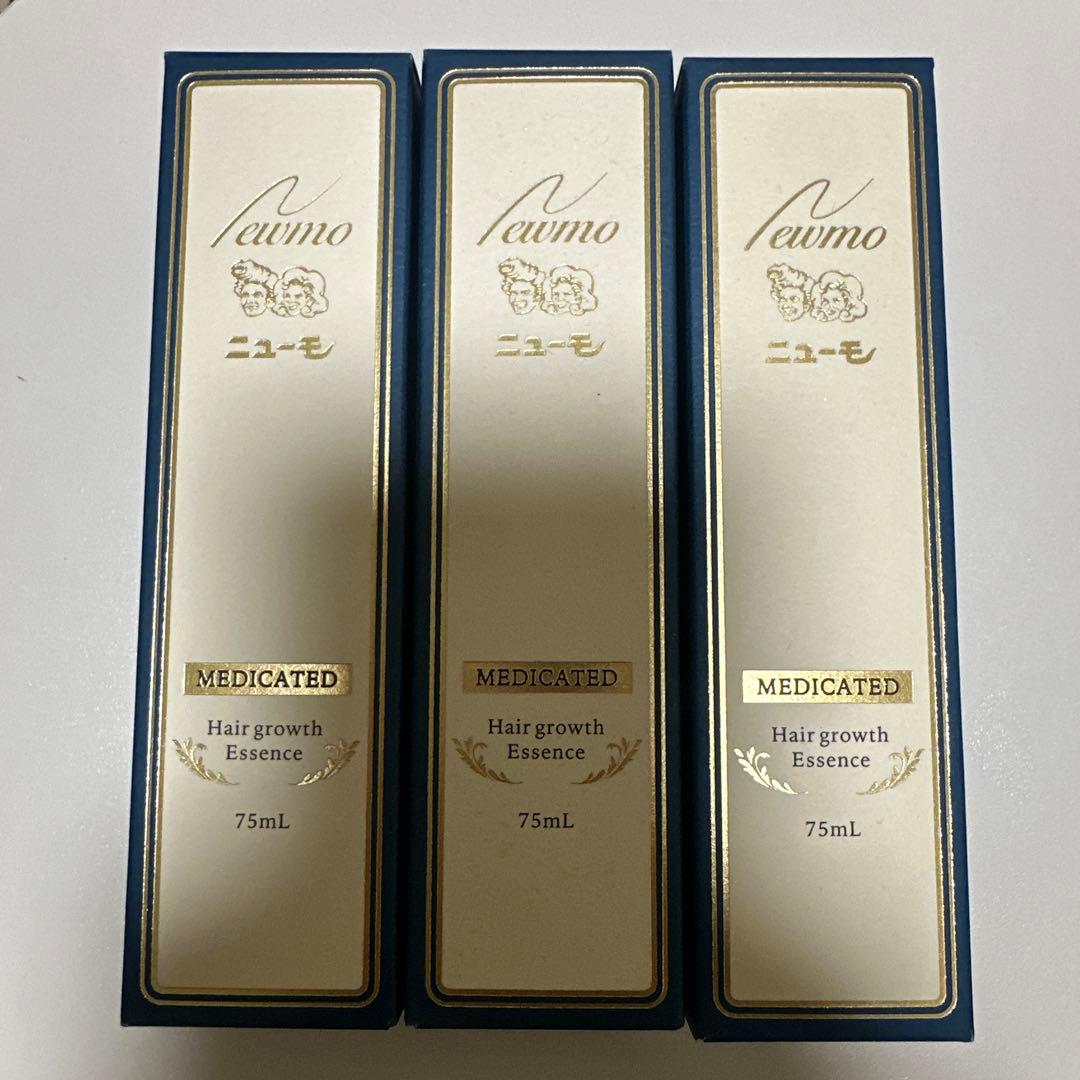 Newmo
ニューモ
MEDICATED
Hair growth
Essence
75mL
Newmo
ニューモ
MEDICATED
Hair growth
Essence
75mL
Newmo
ニューモ
MEDICATED
Hair growth
Essence
75mL